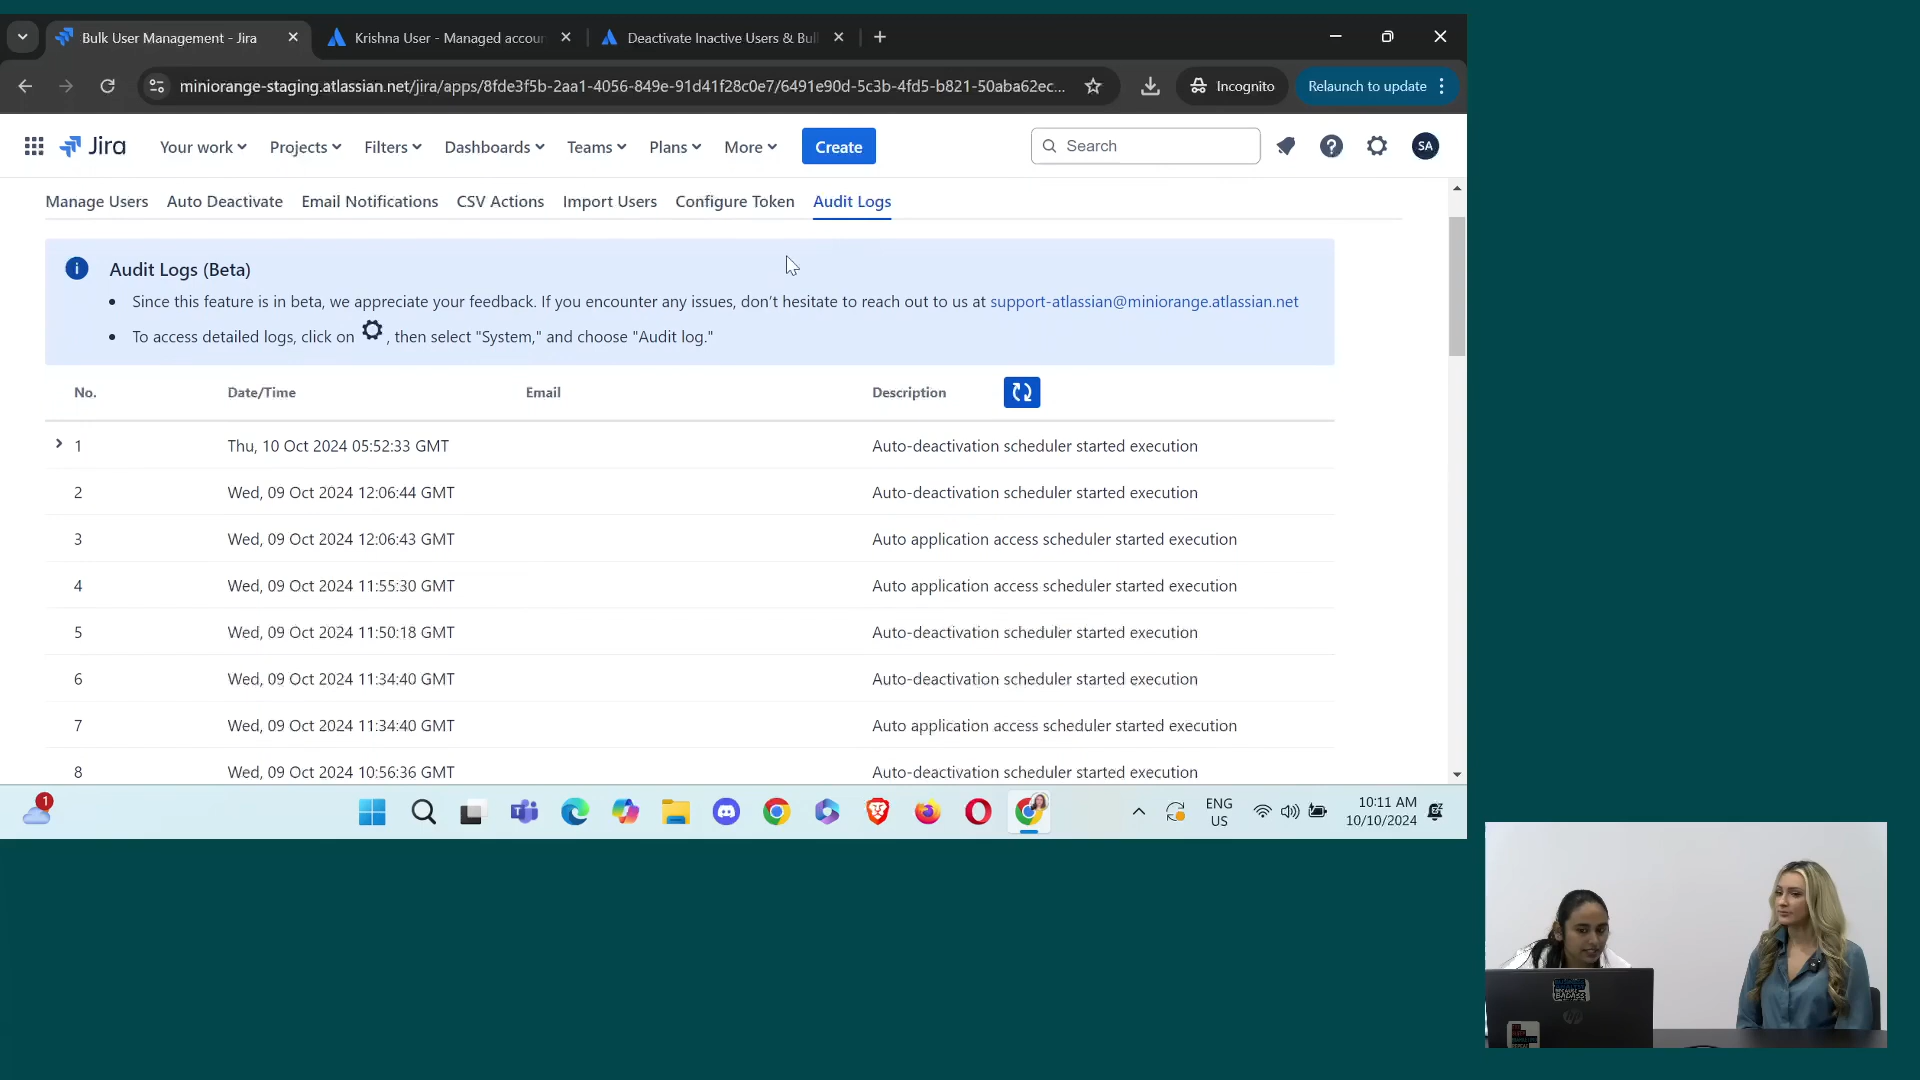 Bulk User Management - Jira
Krishna User - Managed accoun
Deactivate Inactive Users & Bul
miniorange-staging.atlassian.net/jira/apps/8fde3f5b-2aa1-4056-849e-91d41f28c0e7/6491e90d-5c3b-4fd5-b821-50aba62ec...
Incognito
Relaunch to update
Jira
Your work
Projects
Filters
Dashboards
Teams
Plans
More
Create
Search
SA
Manage Users
Auto Deactivate
Email Notifications
CSV Actions
Import Users
Configure Token
Audit Logs
Audit Logs (Beta)
Since this feature is in beta, we appreciate your feedback. If you encounter any issues, don't hesitate to reach out to us at support-atlassian@miniorange.atlassian.net
To access detailed logs, click on , then select "System," and choose "Audit log."
No. Date/Time Email Description
1 Thu, 10 Oct 2024 05:52:33 GMT Auto-deactivation scheduler started execution
2 Wed, 09 Oct 2024 12:06:44 GMT Auto-deactivation scheduler started execution
3 Wed, 09 Oct 2024 12:06:43 GMT Auto application access scheduler started execution
4 Wed, 09 Oct 2024 11:55:30 GMT Auto application access scheduler started execution
5 Wed, 09 Oct 2024 11:50:18 GMT Auto-deactivation scheduler started execution
6 Wed, 09 Oct 2024 11:34:40 GMT Auto-deactivation scheduler started execution
7 Wed, 09 Oct 2024 11:34:40 GMT Auto application access scheduler started execution
8 Wed, 09 Oct 2024 10:56:36 GMT Auto-deactivation scheduler started execution
1
ENG
US
10:11 AM
10/10/2024
hp